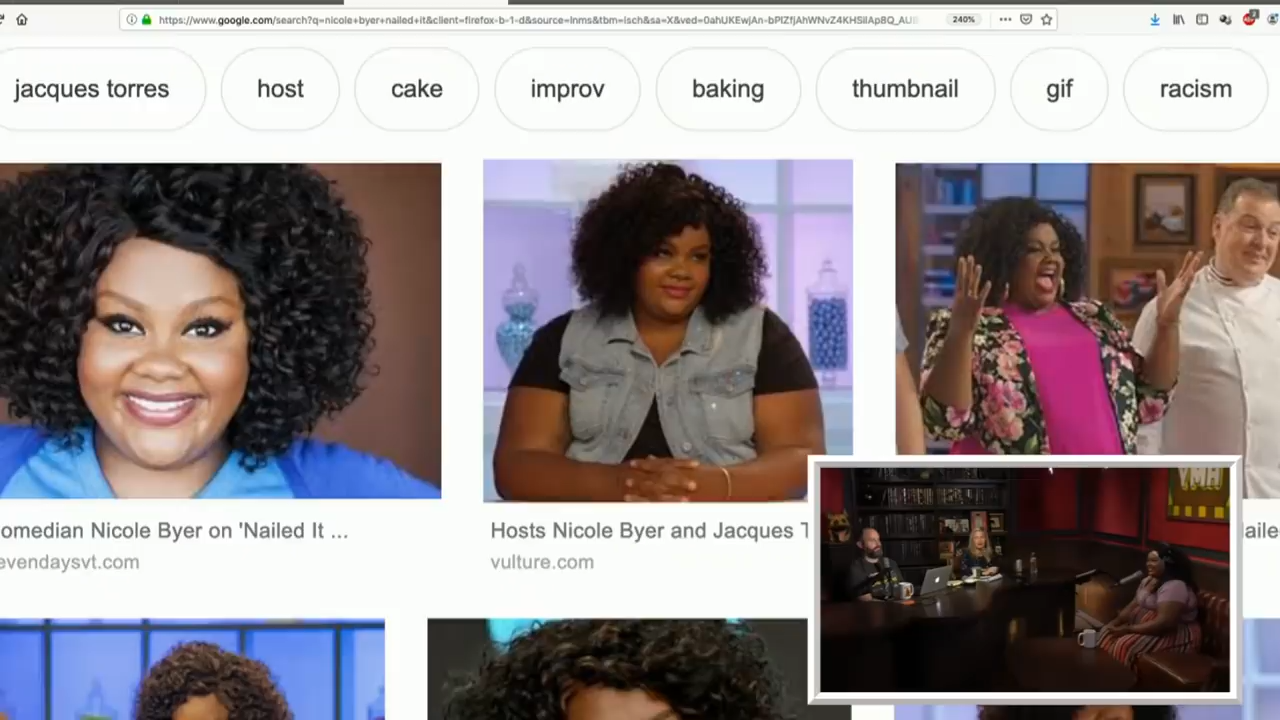 https://www.google.com/search?q=nicole+byer+nailed+it&client=firefox-b-1-d&source=lnms&tbm=isch&sa=X&ved=0ahUKEwjAn-bPlZfjAhWNvZ4KHSilAp8Q_AUI 240%
jacques torres host cake improv baking thumbnail gif racism
omedian Nicole Byer on 'Nailed It ... Hosts Nicole Byer and Jacques T
evendaysvt.com vulture.com
YMH